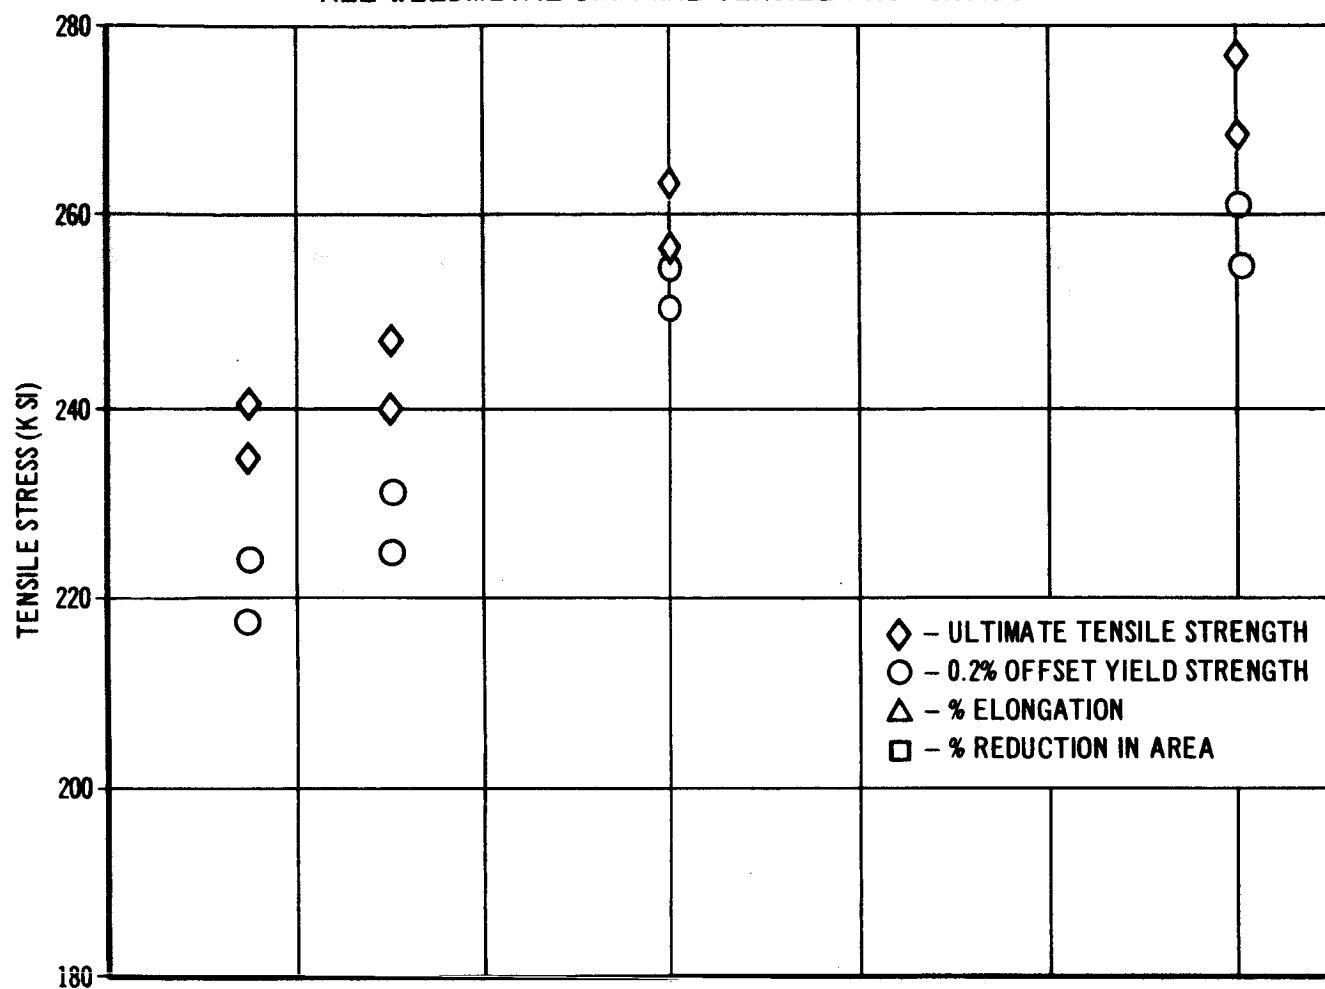 280
260
240
220
200
180
TENSILE STRESS (KSI)
◇ – ULTIMATE TENSILE STRENGTH
○ – 0.2% OFFSET YIELD STRENGTH
△ – % ELONGATION
□ – % REDUCTION IN AREA